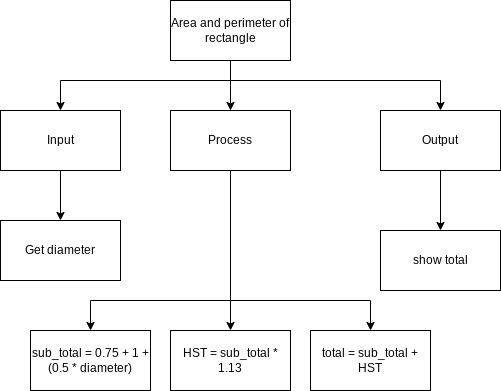 Area and perimeter of
rectangle
Input
Process
Output
Get diameter
show total
sub_total = 0.75 + 1 +
(0.5 * diameter)
HST = sub_total *
1.13
total = sub_total +
HST